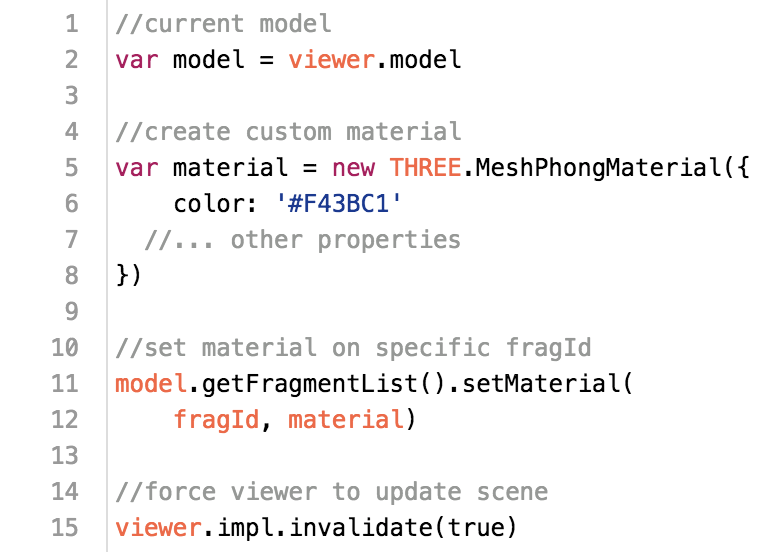 1 //current model
2 var model = viewer.model
3
4 //create custom material
5 var material = new THREE.MeshPhongMaterial({
6     color: '#F43BC1'
7   //... other properties
8 })
9
10 //set material on specific fragId
11 model.getFragmentList().setMaterial(
12     fragId, material)
13
14 //force viewer to update scene
15 viewer.impl.invalidate(true)